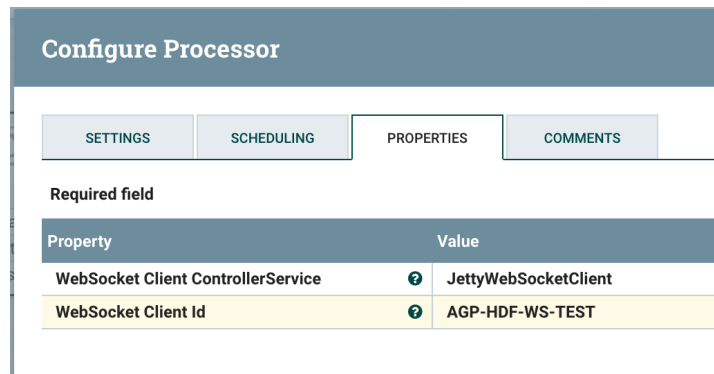 Configure Processor
SETTINGS SCHEDULING PROPERTIES COMMENTS
Required field
Property Value
WebSocket Client ControllerService JettyWebSocketClient
WebSocket Client Id AGP-HDF-WS-TEST